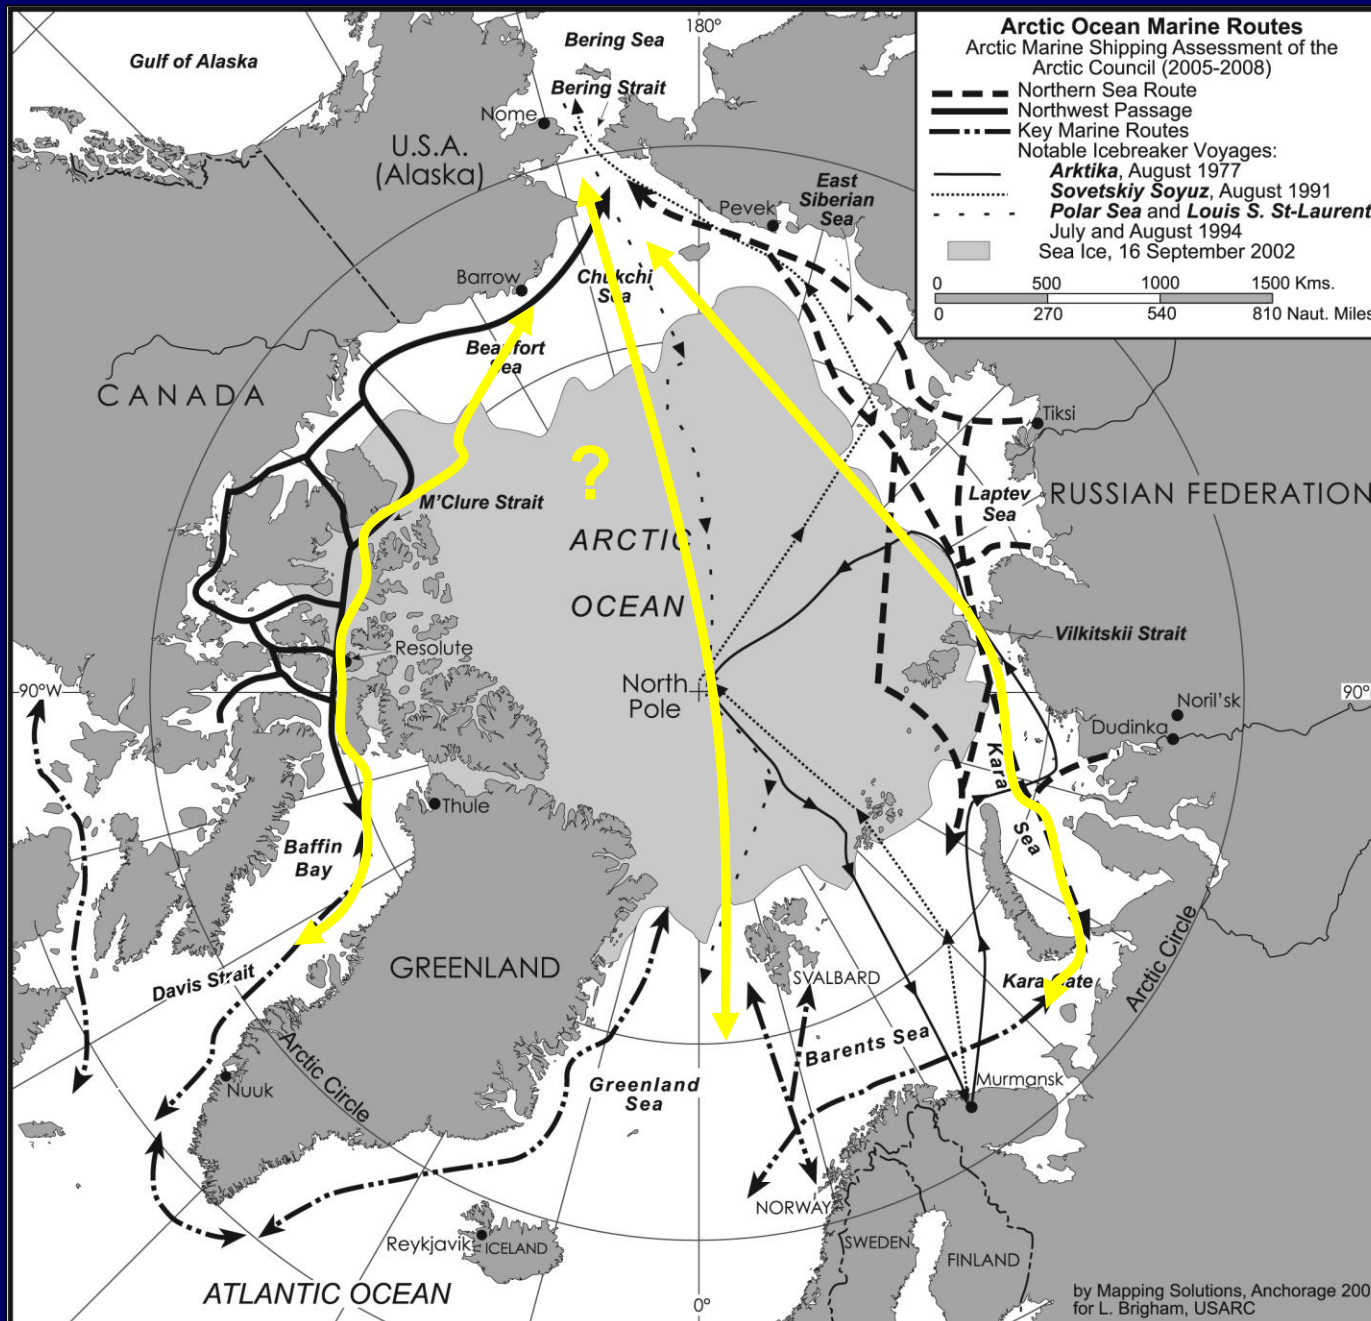 Arctic Ocean Marine Routes
Arctic Marine Shipping Assessment of the
Arctic Council (2005-2008)
Northern Sea Route
Northwest Passage
Key Marine Routes
Notable Icebreaker Voyages:
Arktika, August 1977
Sovetskiy Soyuz, August 1991
Polar Sea and Louis S. St-Laurent
July and August 1994
Sea Ice, 16 September 2002
0 500 1000 1500 Kms.
0 270 540 810 Naut. Miles
180°
Bering Sea
Gulf of Alaska
Bering Strait
Nome
U.S.A.
(Alaska)
East
Siberian
Sea
Pevek
Barrow
Chukchi
Sea
Beaufort
Sea
CANADA
Tiksi
?
M'Clure Strait
Laptev
Sea
RUSSIAN FEDERATION
ARCTIC
OCEAN
Vilkitskii Strait
Resolute
90°W
North
Pole
90°
Noril'sk
Dudinka
Kara
Sea
Thule
Baffin
Bay
GREENLAND
Davis Strait
SVALBARD
Kara Gate
Arctic Circle
Barents Sea
Nuuk
Arctic Circle
Greenland
Sea
Murmansk
NORWAY
Reykjavik
ICELAND
SWEDEN
FINLAND
ATLANTIC OCEAN
0°
by Mapping Solutions, Anchorage 200
for L. Brigham, USARC